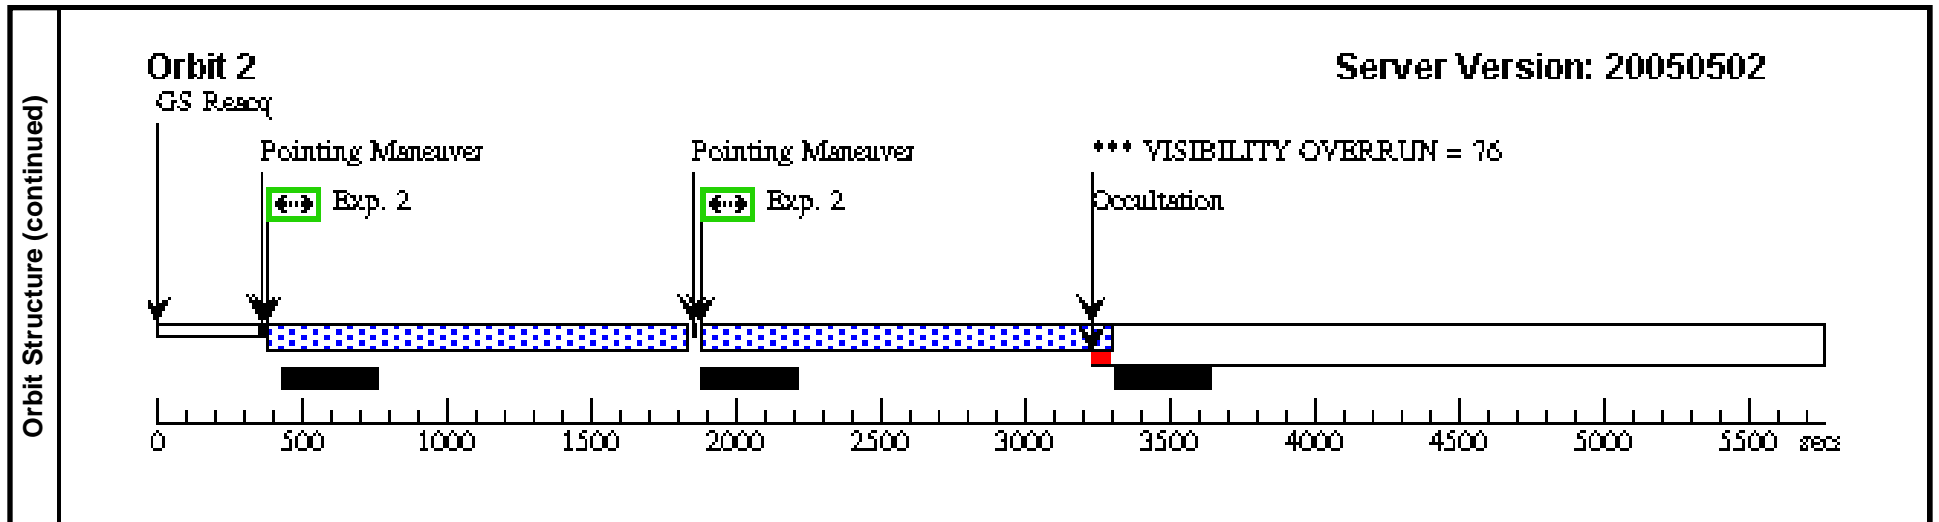 Orbit Structure (continued)
Orbit 2
Server Version: 20050502
GS Reacq
Pointing Maneuver
Pointing Maneuver
*** VISIBILITY OVERRUN = 76
Exp. 2
Exp. 2
Occultation
0 500 1000 1500 2000 2500 3000 3500 4000 4500 5000 5500 secs